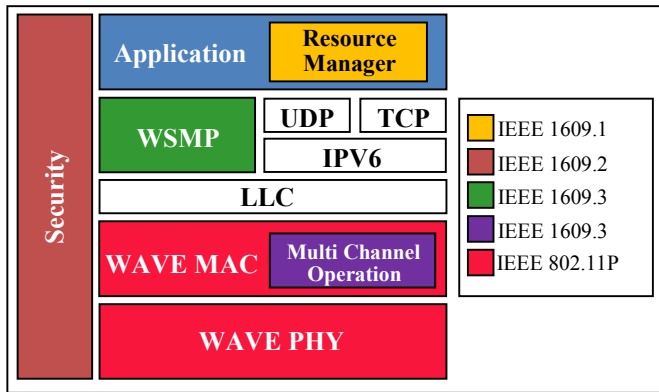 Security
Application
Resource
Manager
WSMP
UDP
TCP
IPV6
LLC
WAVE MAC
Multi Channel
Operation
WAVE PHY
IEEE 1609.1
IEEE 1609.2
IEEE 1609.3
IEEE 1609.3
IEEE 802.11P